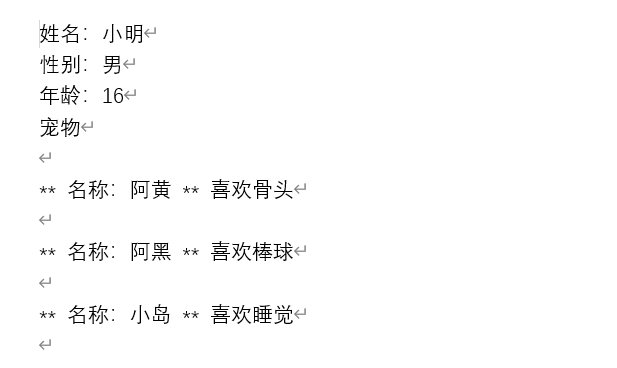 姓名：小明
性别：男
年龄：16
宠物
** 名称：阿黄 ** 喜欢骨头
** 名称：阿黑 ** 喜欢棒球
** 名称：小岛 ** 喜欢睡觉